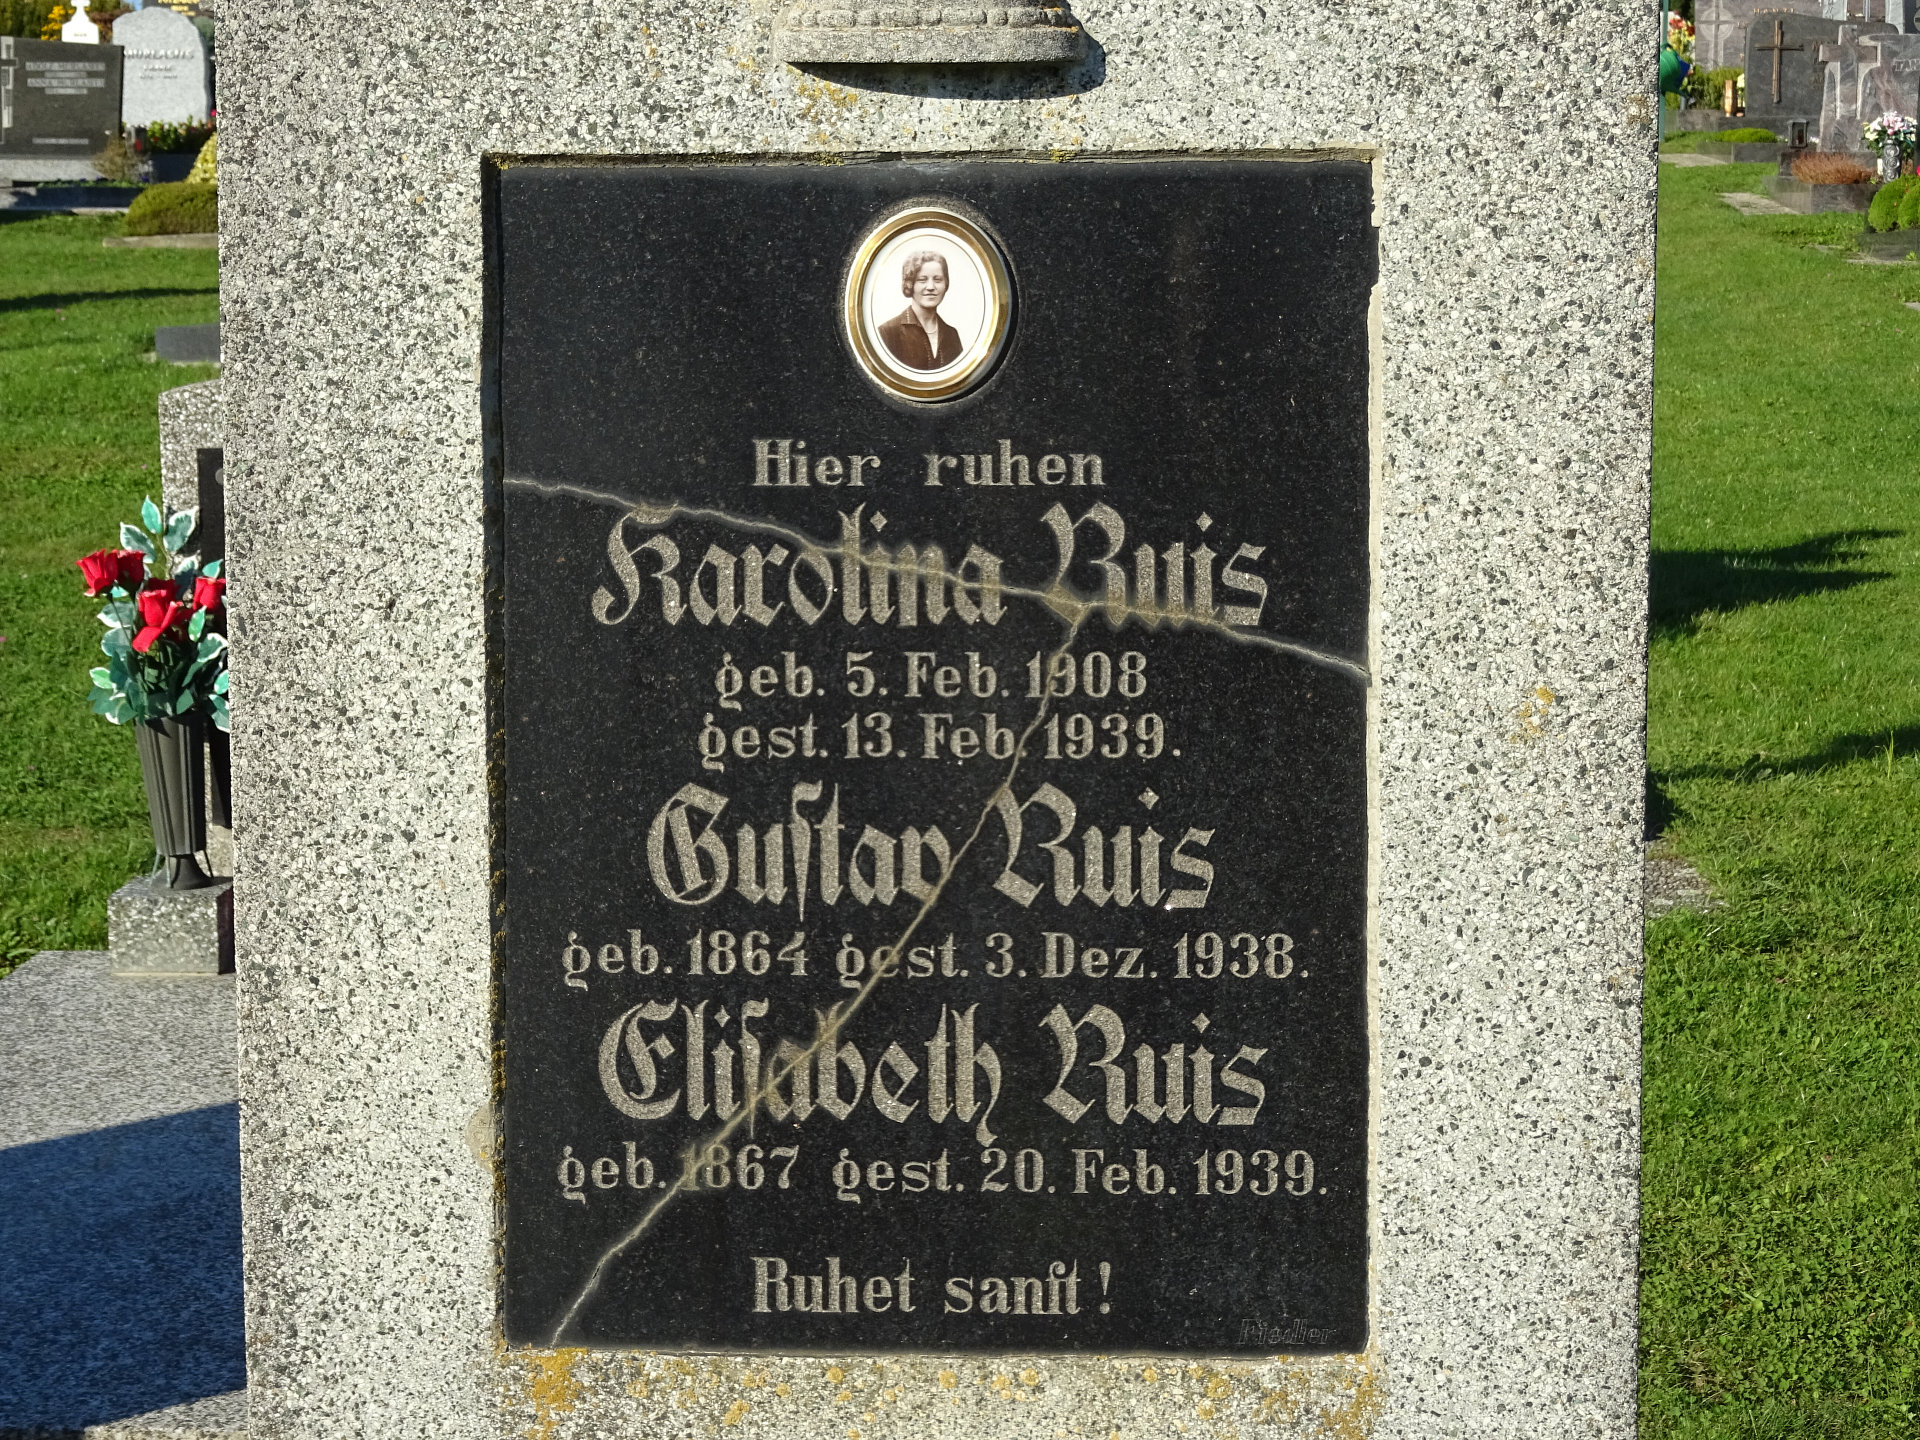 Hier ruhen
Karolina Ruis
geb. 5. Feb. 1908
gest. 13. Feb. 1939.
Guſtav Ruis
geb. 1864 gest. 3. Dez. 1938.
Eliſabeth Ruis
geb. 1867 gest. 20. Feb. 1939.
Ruhet sanft!
Fiedler